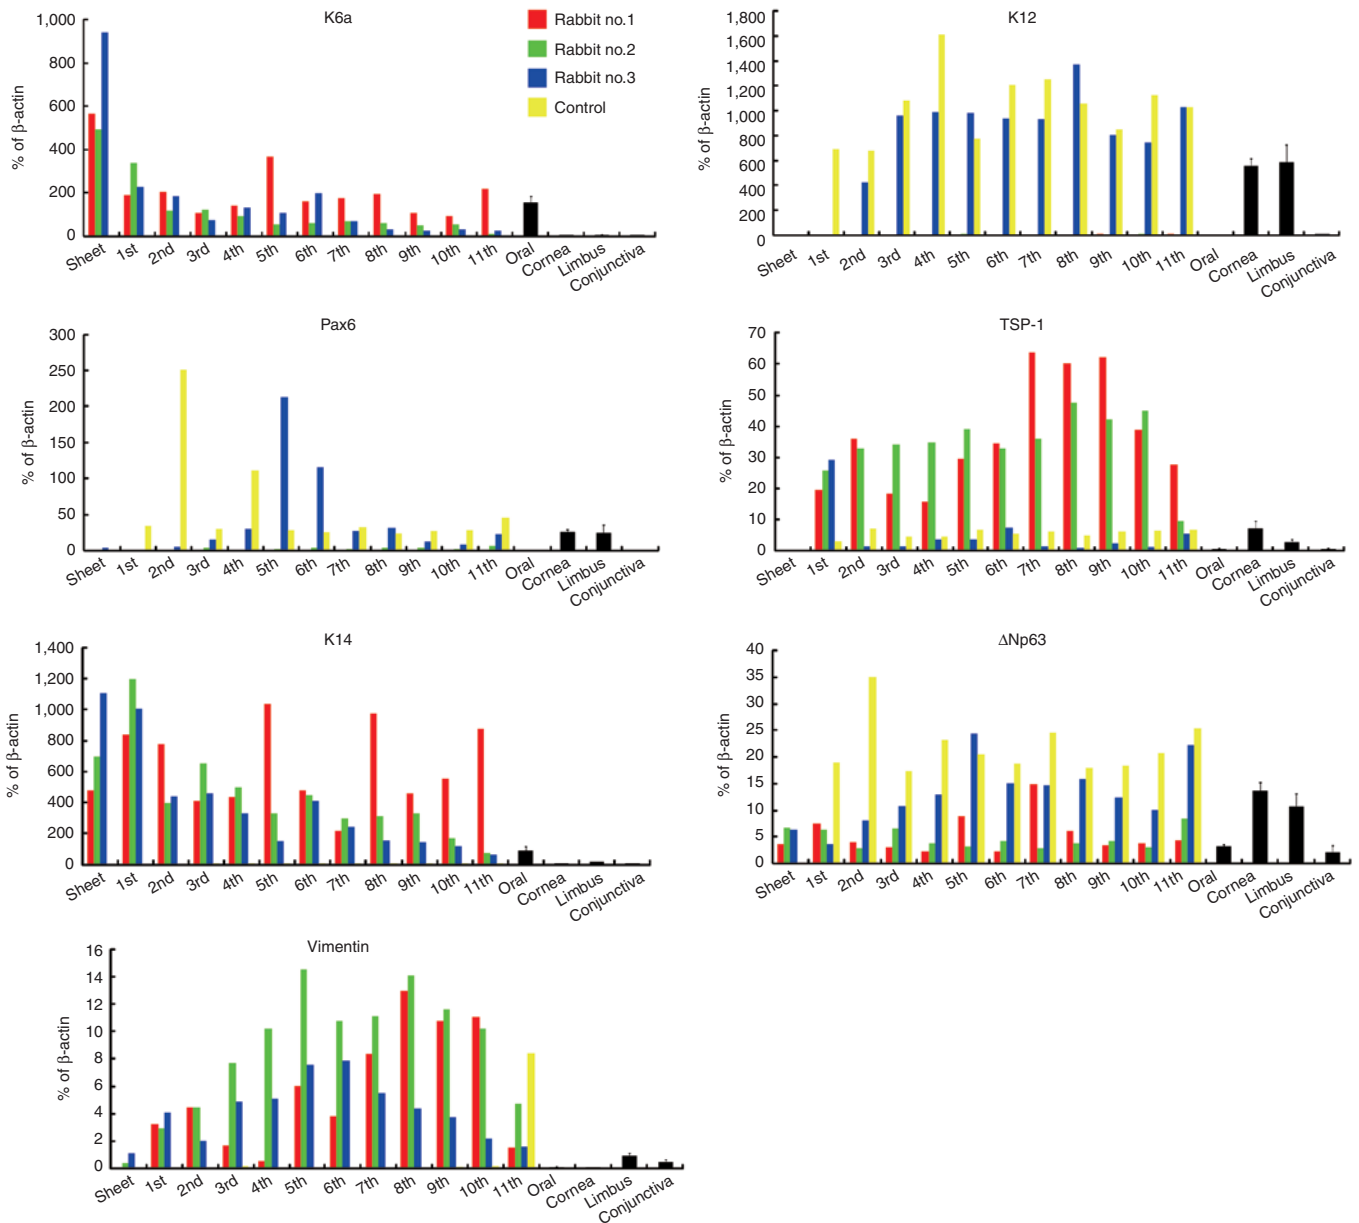 K6a
1,000
800
600
400
200
0
% of β-actin
Sheet 1st 2nd 3rd 4th 5th 6th 7th 8th 9th 10th 11th Oral Cornea Limbus Conjunctiva
Rabbit no.1
Rabbit no.2
Rabbit no.3
Control
K12
1,800
1,600
1,400
1,200
1,000
800
600
400
200
0
% of β-actin
Sheet 1st 2nd 3rd 4th 5th 6th 7th 8th 9th 10th 11th Oral Cornea Limbus Conjunctiva
Pax6
300
250
200
150
100
50
0
% of β-actin
Sheet 1st 2nd 3rd 4th 5th 6th 7th 8th 9th 10th 11th Oral Cornea Limbus Conjunctiva
TSP-1
70
60
50
40
30
20
10
0
% of β-actin
Sheet 1st 2nd 3rd 4th 5th 6th 7th 8th 9th 10th 11th Oral Cornea Limbus Conjunctiva
K14
1,400
1,200
1,000
800
600
400
200
0
% of β-actin
Sheet 1st 2nd 3rd 4th 5th 6th 7th 8th 9th 10th 11th Oral Cornea Limbus Conjunctiva
ΔNp63
40
35
30
25
20
15
10
5
0
% of β-actin
Sheet 1st 2nd 3rd 4th 5th 6th 7th 8th 9th 10th 11th Oral Cornea Limbus Conjunctiva
Vimentin
16
14
12
10
8
6
4
2
0
% of β-actin
Sheet 1st 2nd 3rd 4th 5th 6th 7th 8th 9th 10th 11th Oral Cornea Limbus Conjunctiva